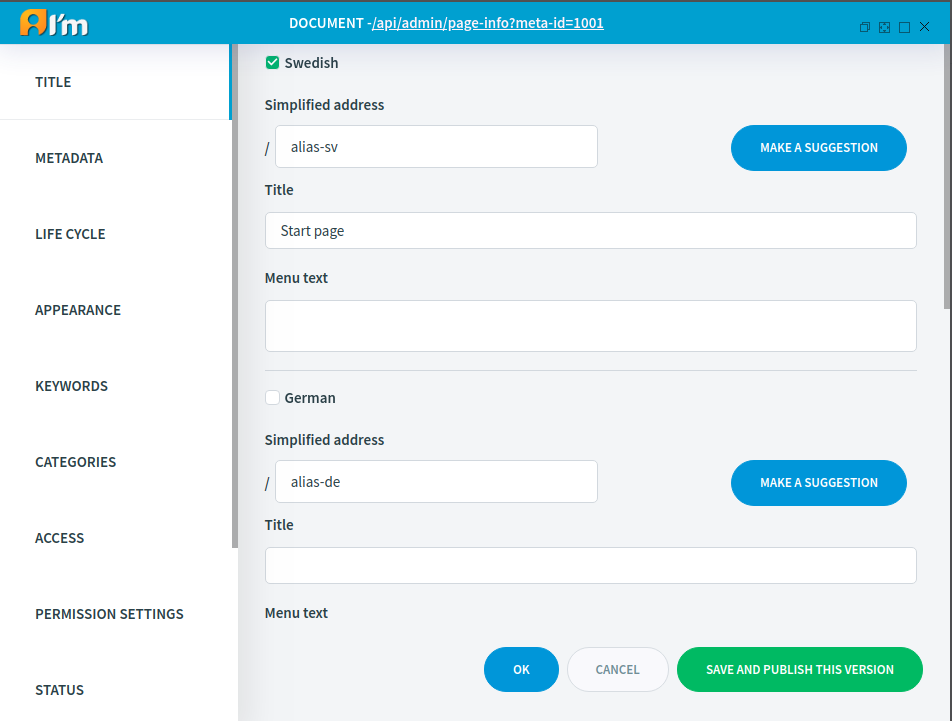 AI'm
DOCUMENT -/api/admin/page-info?meta-id=1001
TITLE
METADATA
LIFE CYCLE
APPEARANCE
KEYWORDS
CATEGORIES
ACCESS
PERMISSION SETTINGS
STATUS
Swedish
Simplified address
/ alias-sv MAKE A SUGGESTION
Title
Start page
Menu text
German
Simplified address
/ alias-de MAKE A SUGGESTION
Title
Menu text
OK CANCEL SAVE AND PUBLISH THIS VERSION